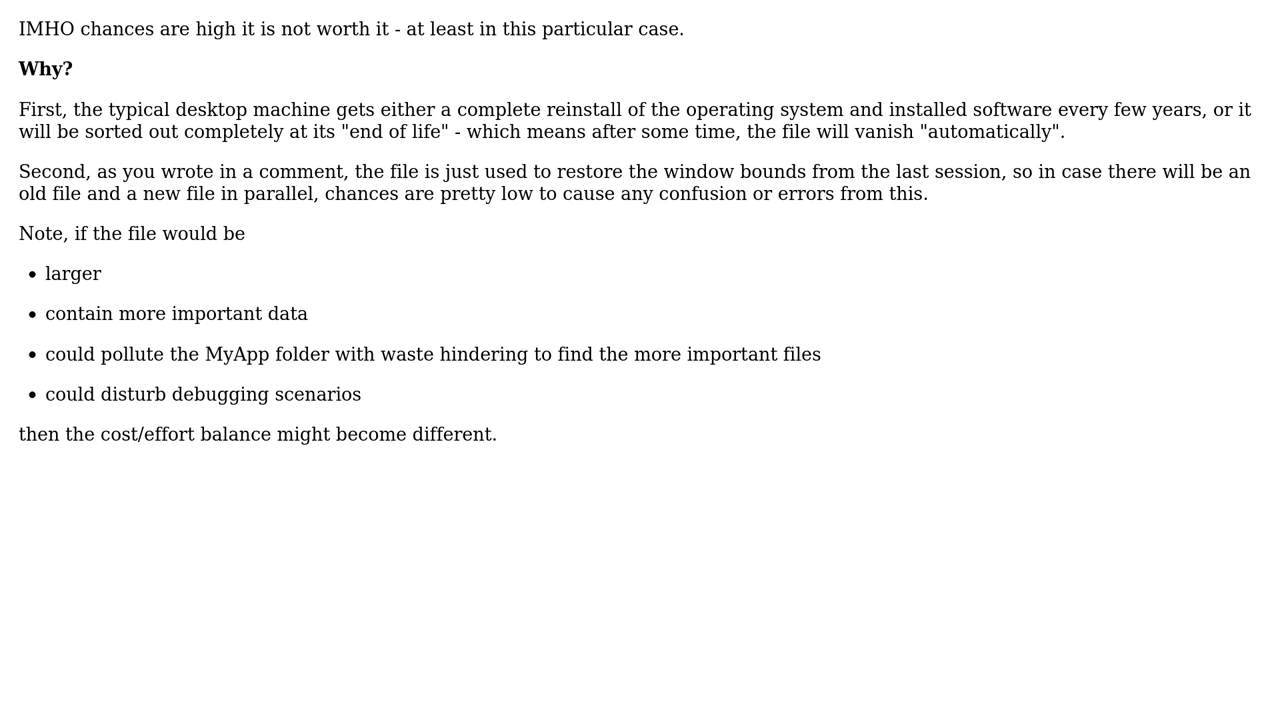 IMHO chances are high it is not worth it - at least in this particular case.
Why?
First, the typical desktop machine gets either a complete reinstall of the operating system and installed software every few years, or it
will be sorted out completely at its "end of life" - which means after some time, the file will vanish "automatically".
Second, as you wrote in a comment, the file is just used to restore the window bounds from the last session, so in case there will be an
old file and a new file in parallel, chances are pretty low to cause any confusion or errors from this.
Note, if the file would be
• larger
• contain more important data
• could pollute the MyApp folder with waste hindering to find the more important files
• could disturb debugging scenarios
then the cost/effort balance might become different.